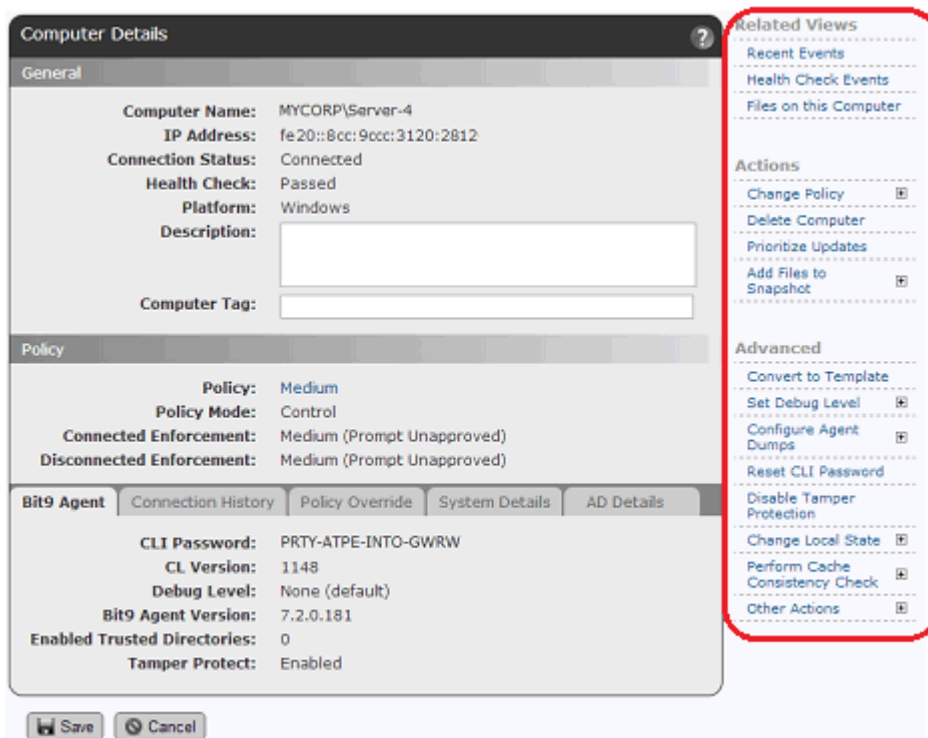 Computer Details
?
General
Computer Name: MYCORP\Server-4
IP Address: fe20::8cc:9ccc:3120:2812
Connection Status: Connected
Health Check: Passed
Platform: Windows
Description:
Computer Tag:
Policy
Policy: Medium
Policy Mode: Control
Connected Enforcement: Medium (Prompt Unapproved)
Disconnected Enforcement: Medium (Prompt Unapproved)
Bit9 Agent Connection History Policy Override System Details AD Details
CLI Password: PRTY-ATPE-INTO-GWRW
CL Version: 1148
Debug Level: None (default)
Bit9 Agent Version: 7.2.0.181
Enabled Trusted Directories: 0
Tamper Protect: Enabled
Save Cancel
Related Views
Recent Events
Health Check Events
Files on this Computer
Actions
Change Policy
Delete Computer
Prioritize Updates
Add Files to
Snapshot
Advanced
Convert to Template
Set Debug Level
Configure Agent
Dumps
Reset CLI Password
Disable Tamper
Protection
Change Local State
Perform Cache
Consistency Check
Other Actions